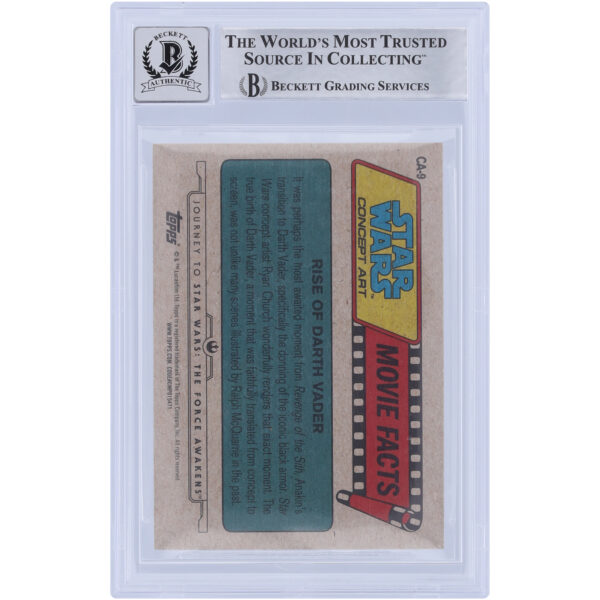 BECKETT
B
AUTHENTIC
THE WORLD'S MOST TRUSTED
SOURCE IN COLLECTING™
B BECKETT GRADING SERVICES
CA-9
STAR
WARS
CONCEPT ART™
MOVIE FACTS
RISE OF DARTH VADER
It was perhaps the most awaited moment from Revenge of the Sith, Anakin's
transition to Darth Vader, specifically the donning of the iconic black armor. Star
Wars concept artist Ryan Church wonderfully renders that exact moment. The
true birth of Darth Vader, a moment that was faithfully translated from concept to
screen, was not unlike many scenes illustrated by Ralph McQuarrie in the past.
JOURNEY TO STAR WARS: THE FORCE AWAKENS™
Topps